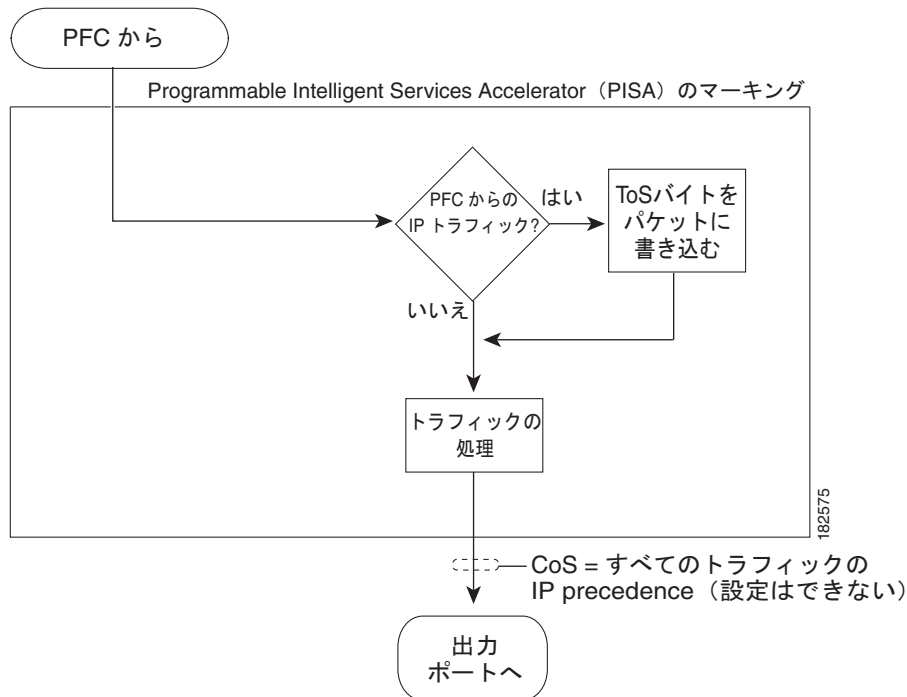 PFC から
Programmable Intelligent Services Accelerator（PISA）のマーキング
PFC からの
IP トラフィック?
はい
ToSバイトを
パケットに
書き込む
いいえ
トラフィックの
処理
182575
CoS = すべてのトラフィックの
IP precedence（設定はできない）
出力
ポートへ